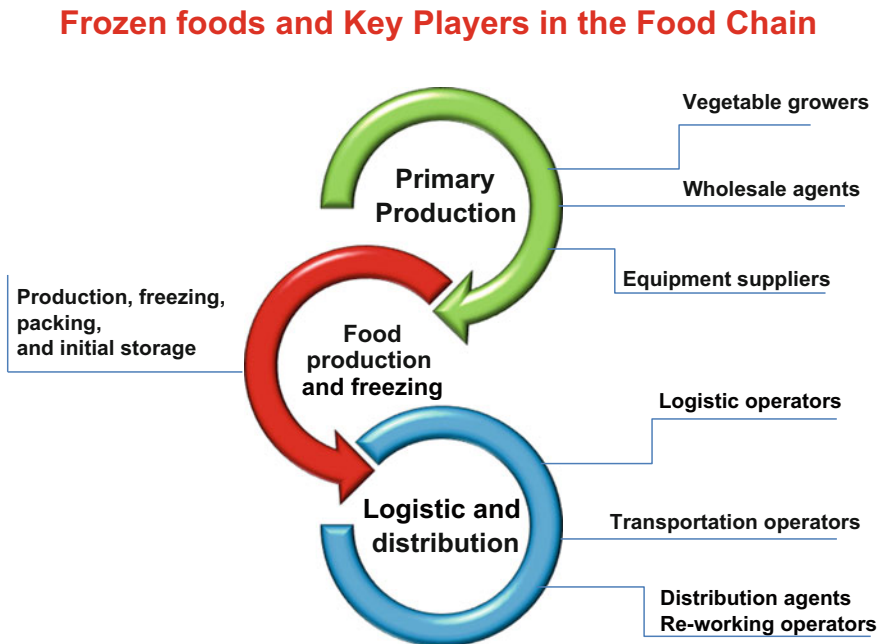 Frozen foods and Key Players in the Food Chain
Vegetable growers
Primary
Production
Wholesale agents
Equipment suppliers
Production, freezing,
packing,
and initial storage
Food
production
and freezing
Logistic operators
Logistic and
distribution
Transportation operators
Distribution agents
Re-working operators